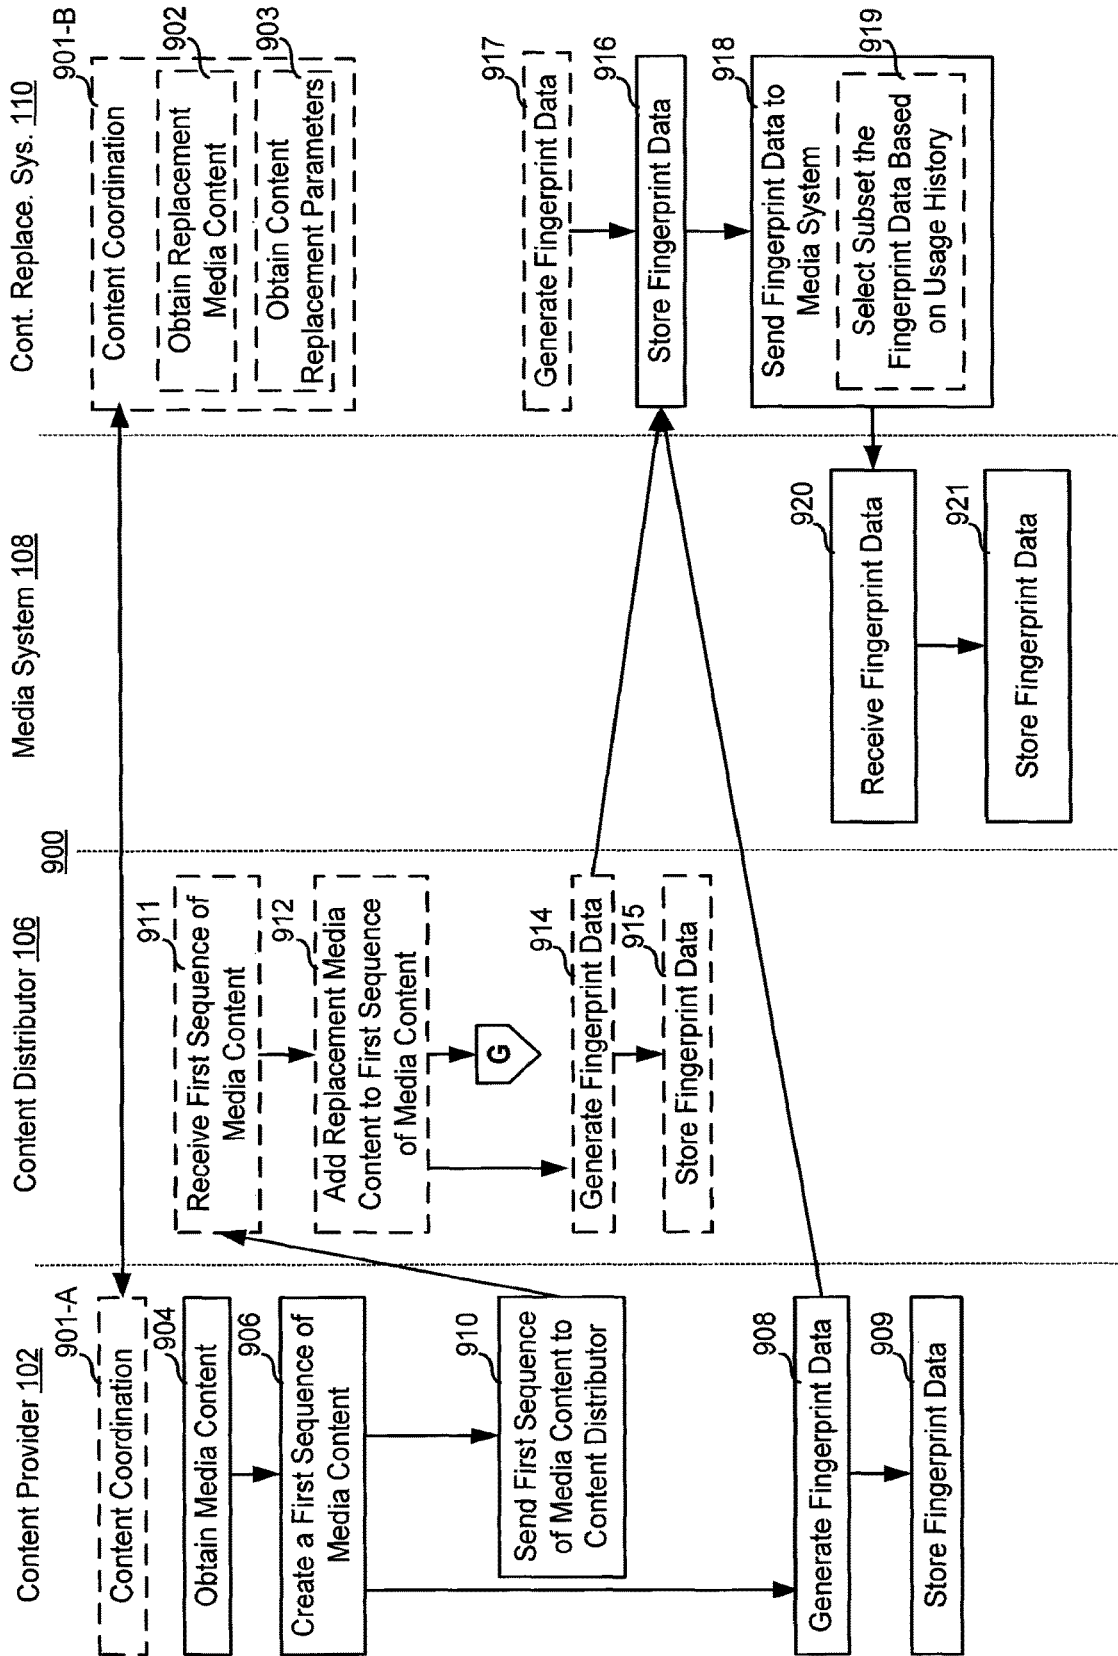 900
Content Provider 102
901-A
Content Coordination
904
Obtain Media Content
906
Create a First Sequence of
Media Content
910
Send First Sequence
of Media Content to
Content Distributor
908
Generate Fingerprint Data
909
Store Fingerprint Data
Content Distributor 106
911
Receive First Sequence of
Media Content
912
Add Replacement Media
Content to First Sequence
of Media Content
G
914
Generate Fingerprint Data
915
Store Fingerprint Data
Media System 108
920
Receive Fingerprint Data
921
Store Fingerprint Data
Cont. Replace. Sys. 110
901-B
Content Coordination
902
Obtain Replacement
Media Content
903
Obtain Content
Replacement Parameters
917
Generate Fingerprint Data
916
Store Fingerprint Data
918
Send Fingerprint Data to
Media System
919
Select Subset the
Fingerprint Data Based
on Usage History